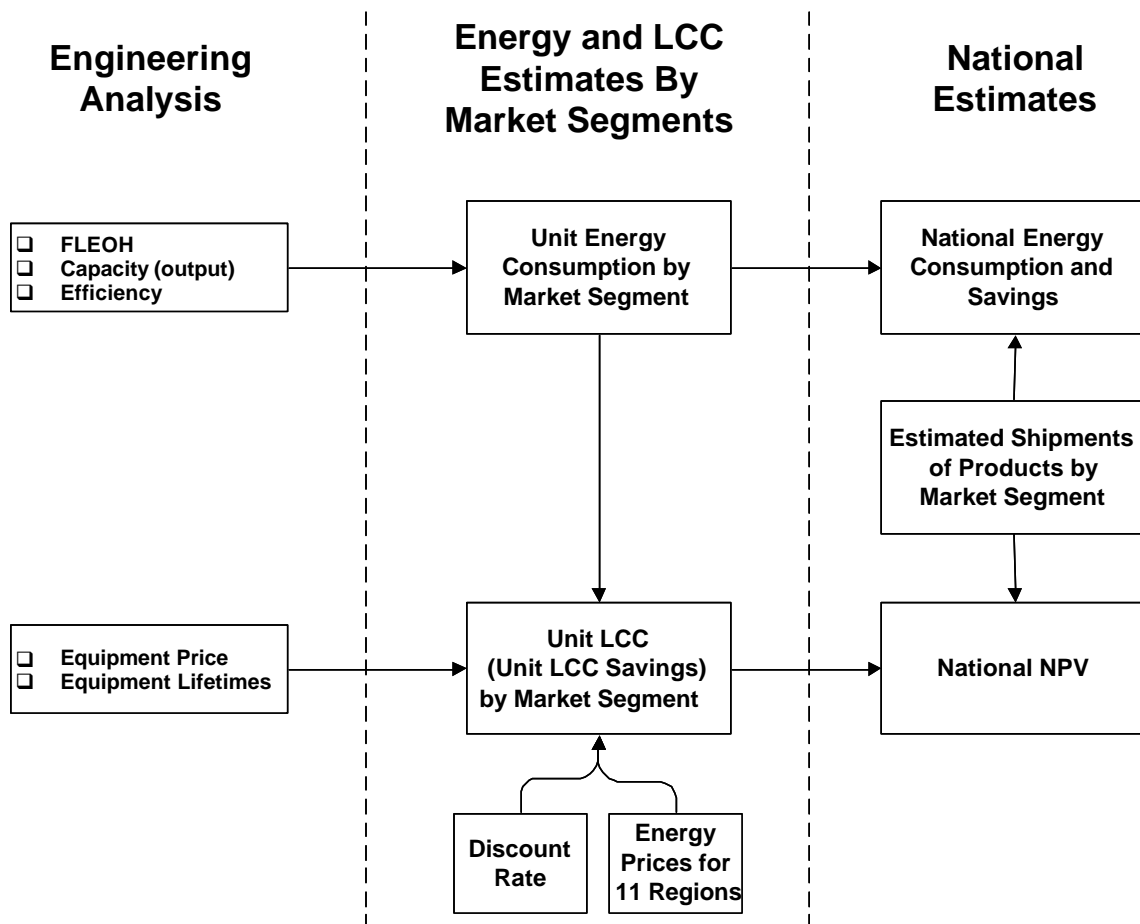 Engineering
Analysis
Energy and LCC
Estimates By
Market Segments
National
Estimates
FLEOH
Capacity (output)
Efficiency
Unit Energy
Consumption by
Market Segment
National Energy
Consumption and
Savings
Estimated Shipments
of Products by
Market Segment
Equipment Price
Equipment Lifetimes
Unit LCC
(Unit LCC Savings)
by Market Segment
National NPV
Discount
Rate
Energy
Prices for
11 Regions